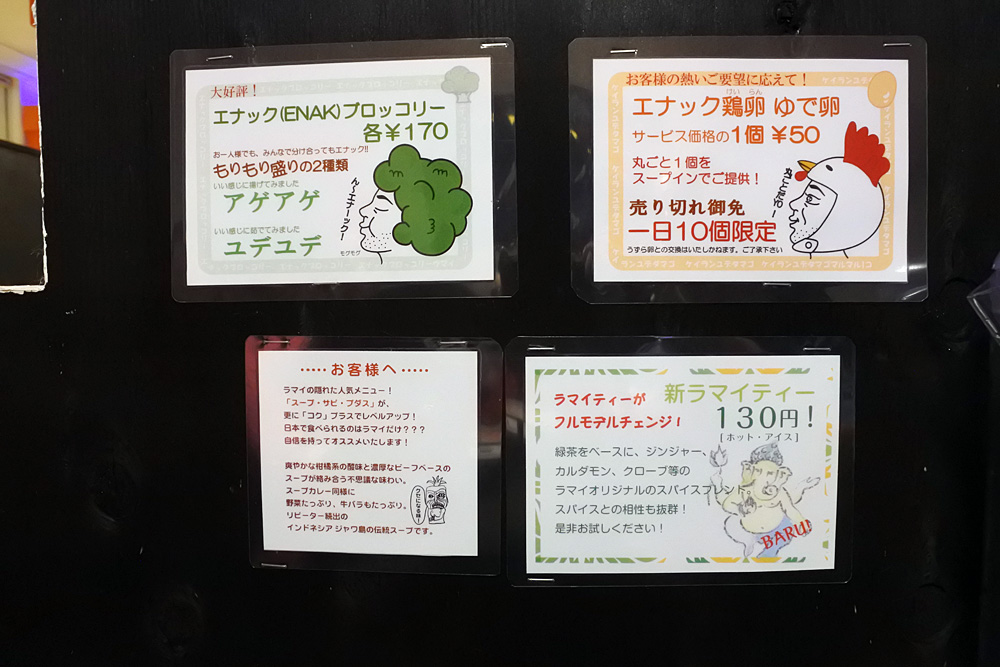 大好評！
エナック(ENAK)ブロッコリー
各￥170
お一人様でも、みんなで分け合ってもエナック!!
もりもり盛りの2種類
いい感じに揚げてみました
アゲアゲ
いい感じに茹でてみました
ユデユデ
ん～エナーック！
モグモグ
お客様の熱いご要望に応えて！
けい らん
エナック鶏卵 ゆで卵
サービス価格の1個 ￥50
丸ごと1個を
スープインでご提供！
売り切れ御免
一日10個限定
うずら卵との交換はいたしかねます。ご了承下さい
丸ごとだね！
・・・・・お客様へ・・・・・
ラマイの隠れた人気メニュー！
「スープ・サピ・プダス」が、
更に「コク」プラスでレベルアップ！
日本で食べられるのはラマイだけ？？？
自信を持ってオススメいたします！
爽やかな柑橘系の酸味と濃厚なビーフベースの
スープが絡み合う不思議な味わい。
スープカレー同様に
野菜たっぷり、牛バラもたっぷり。
リピーター続出の
インドネシア ジャワ島の伝統スープです。
クセになる味！
新ラマイティー
ラマイティーが
フルモデルチェンジ！
130円！
[ホット・アイス]
緑茶をベースに、ジンジャー、
カルダモン、クローブ等の
ラマイオリジナルのスパイスブレンド
スパイスとの相性も抜群！
是非お試しください！
BARU!